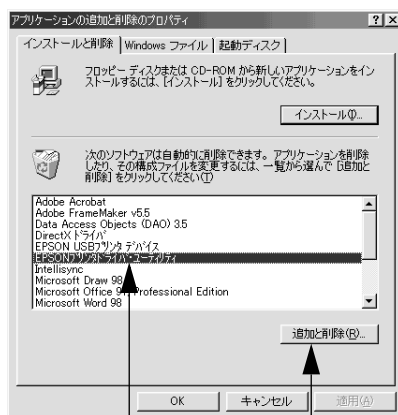 アプリケーションの追加と削除のプロパティ
インストールと削除
Windows ファイル
起動ディスク
フロッピー ディスクまたは CD-ROM から新しいアプリケーションをイン
ストールするには、[インストール] をクリックしてください。
インストール(I)...
次のソフトウェアは自動的に削除できます。アプリケーションを削除
したり、その構成ファイルを変更するには、一覧から選んで [追加と
削除] をクリックしてください(T)
Adobe Acrobat
Adobe FrameMaker v5.5
Data Access Objects (DAO) 3.5
DirectX ドライバ
EPSON USBプリンタ デバイス
EPSONプリンタドライバ・ユーティリティ
Intellisync
Microsoft Draw 98
Microsoft Office 97, Professional Edition
Microsoft Word 98
追加と削除(R)...
OK
キャンセル
適用(A)